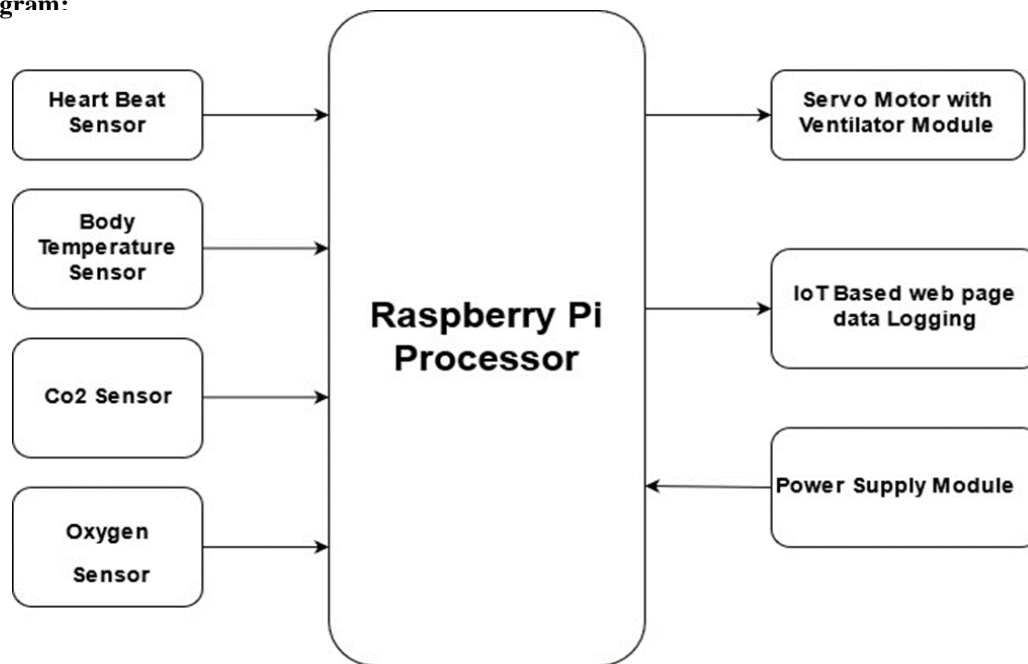 gram:
Heart Beat
Sensor
Body
Temperature
Sensor
Co2 Sensor
Oxygen
Sensor
Raspberry Pi
Processor
Servo Motor with
Ventilator Module
IoT Based web page
data Logging
Power Supply Module